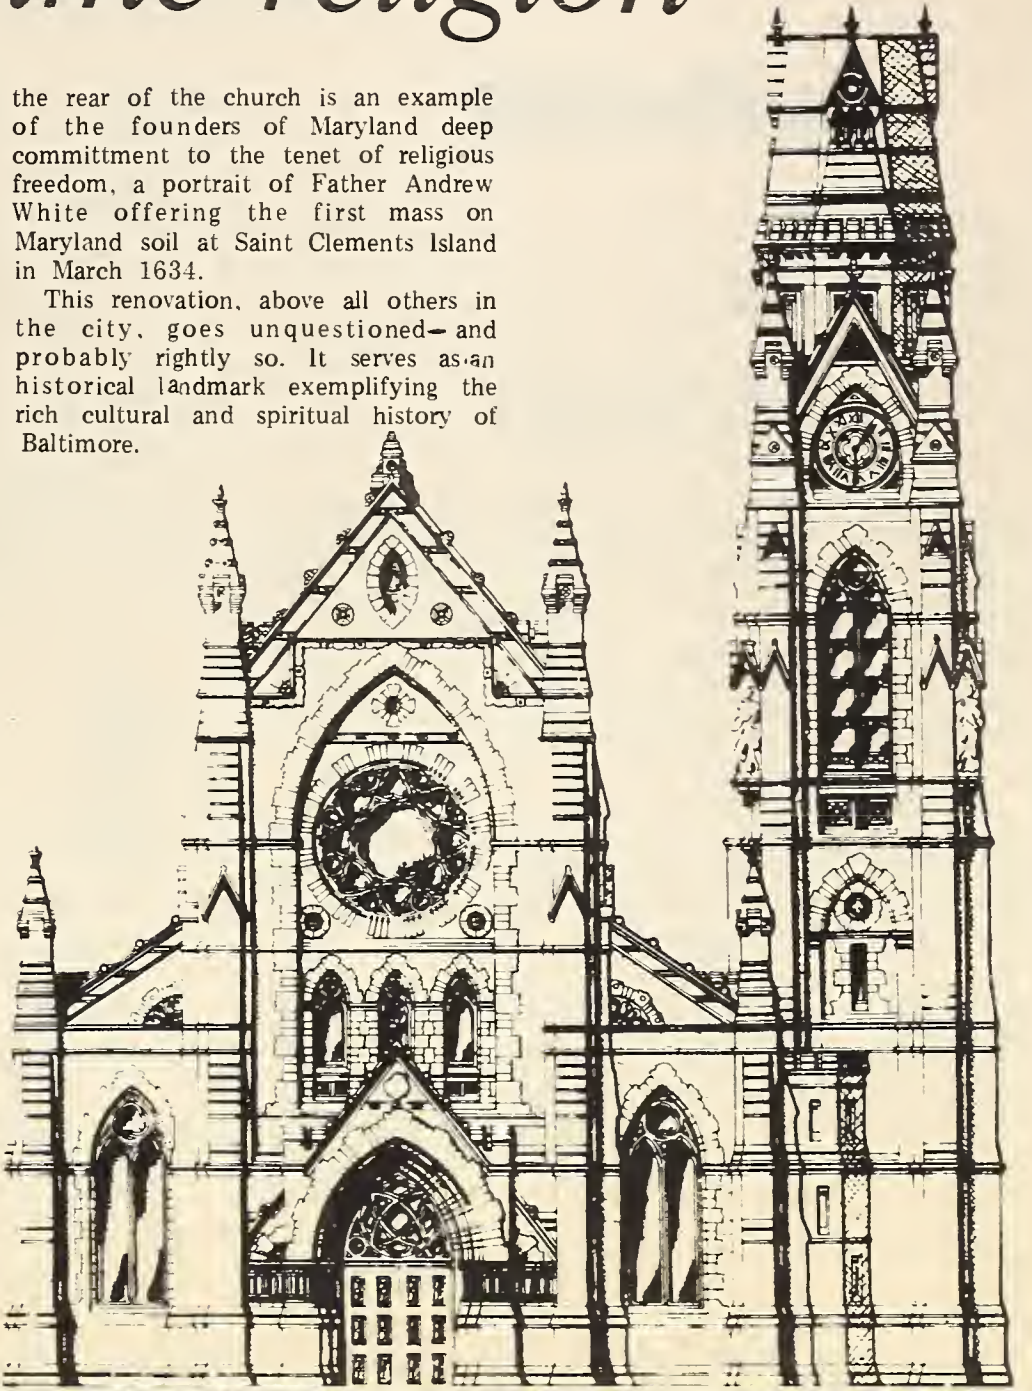 religion
the rear of the church is an example
of the founders of Maryland deep
committment to the tenet of religious
freedom, a portrait of Father Andrew
White offering the first mass on
Maryland soil at Saint Clements Island
in March 1634.
This renovation, above all others in
the city, goes unquestioned— and
probably rightly so. It serves as an
historical landmark exemplifying the
rich cultural and spiritual history of
Baltimore.